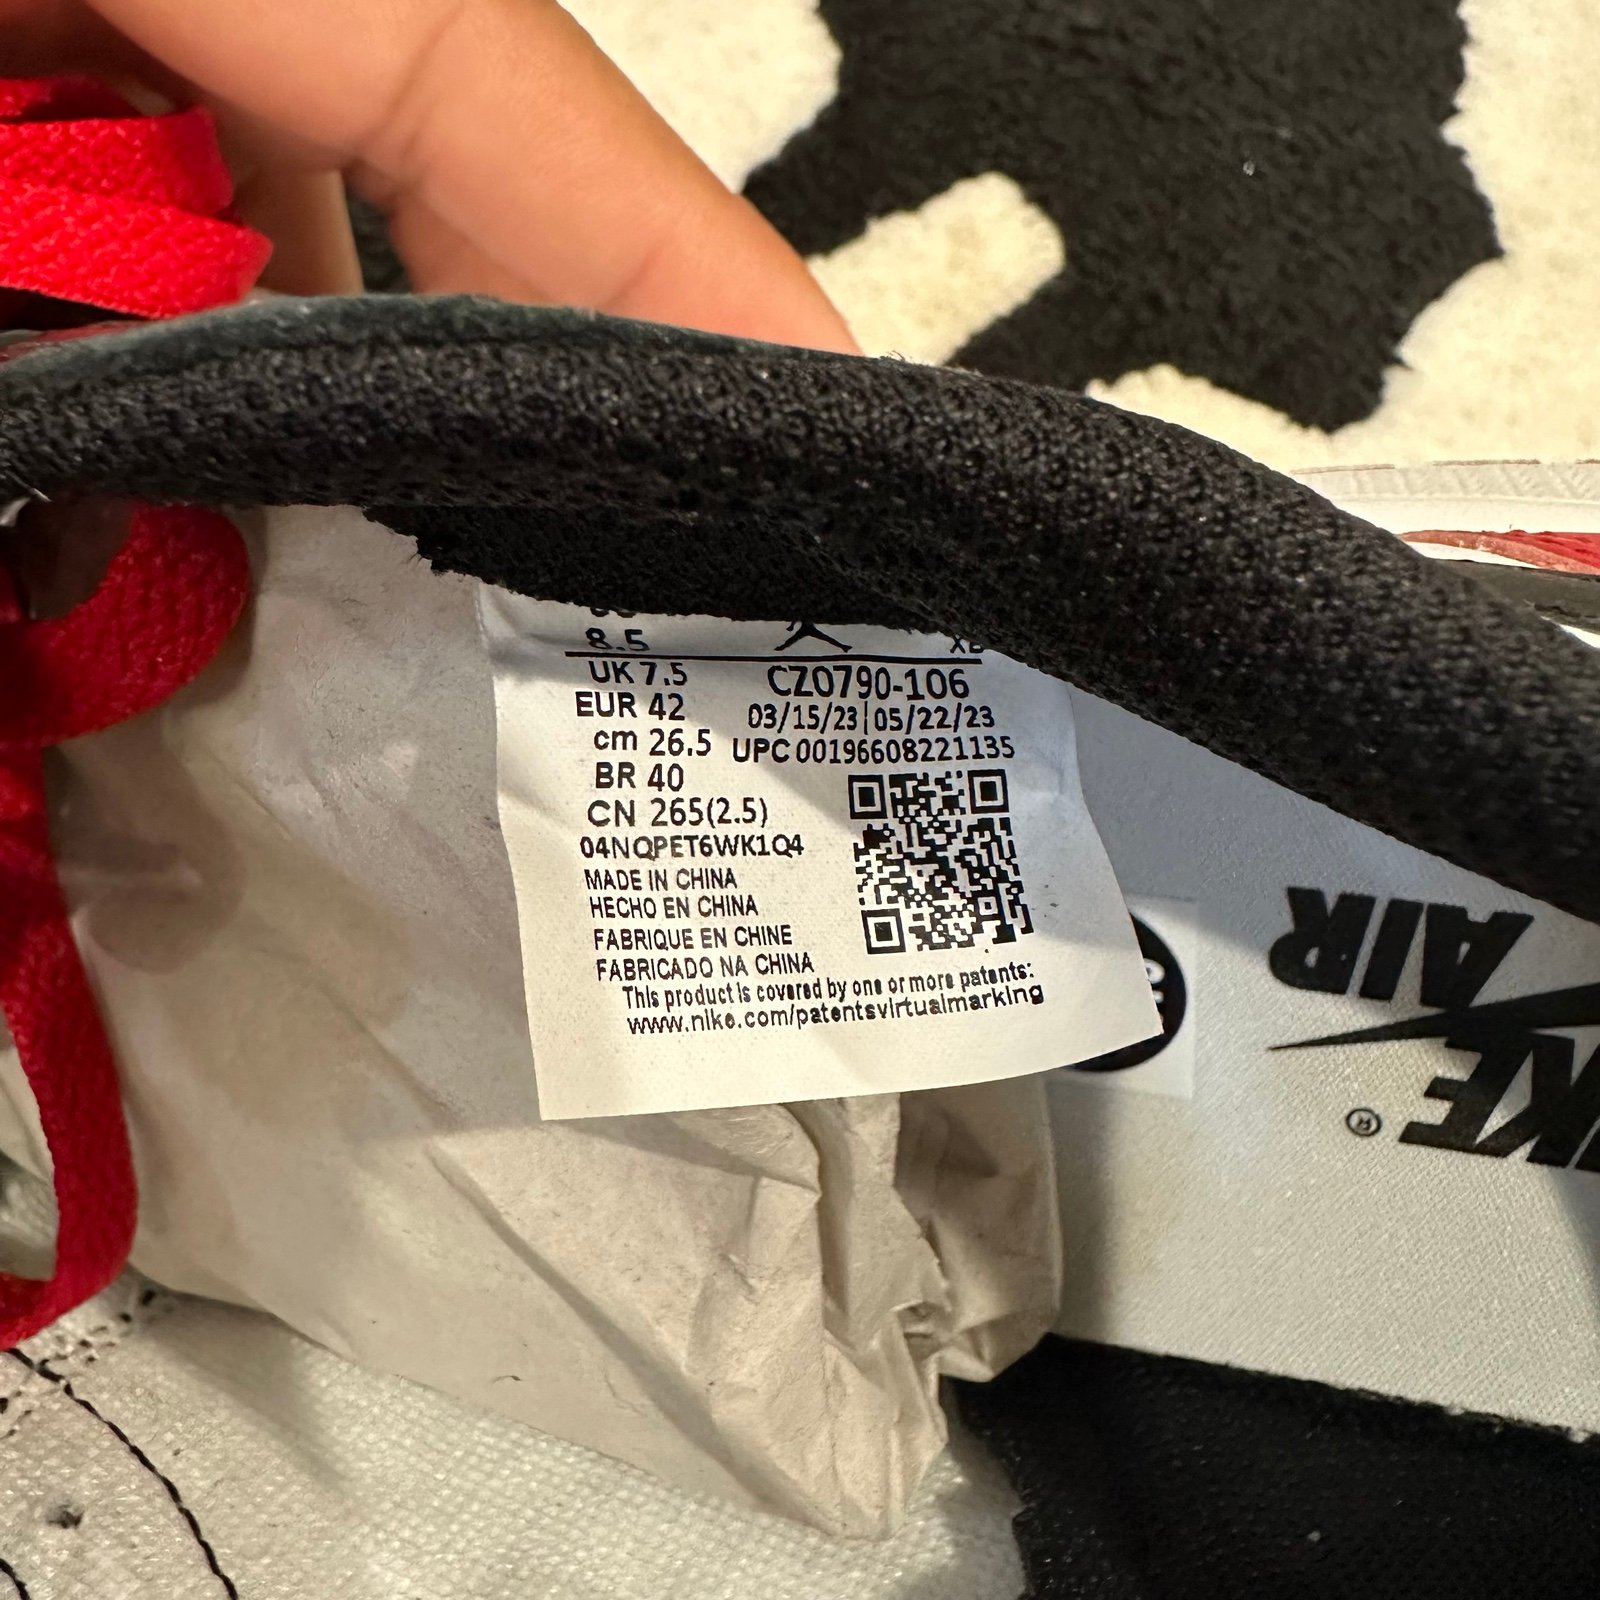 8.5
UK 7.5
EUR 42
cm 26.5
BR 40
CN 265(2.5)
04NQPET6WK1Q4
MADE IN CHINA
HECHO EN CHINA
FABRIQUE EN CHINE
FABRICADO NA CHINA
CZ0790-106
03/15/23|05/22/23
UPC 00196608221135
This product is covered by one or more patents:
www.nike.com/patentsvirtualmarking
NIKE ®
AIR